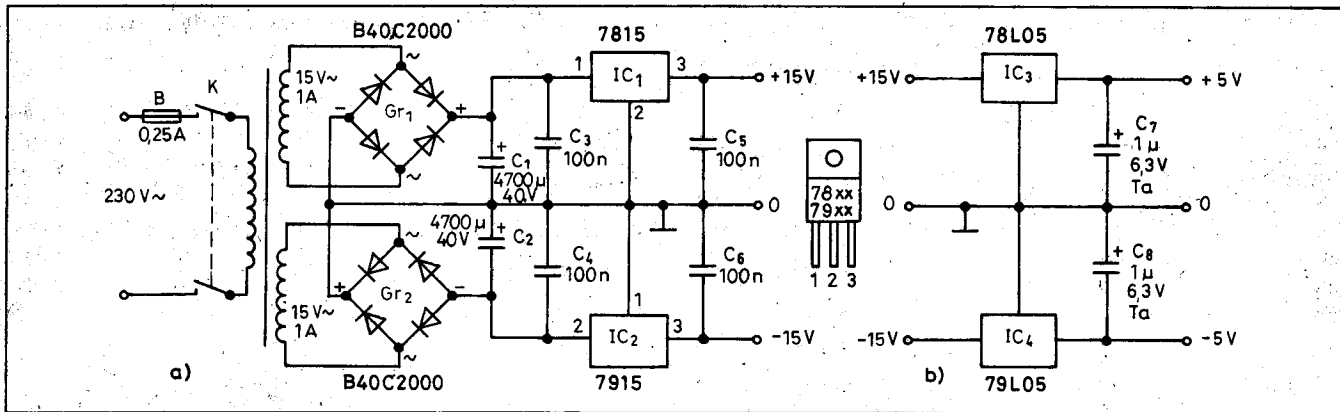 B40C2000
7815
78L05
15V~
1A
B
K
0,25A
230 V~
~
-
Gr₁
+
~
1
IC₁
3
2
+15V
+
C₁
4700µ
40V
C₃
100n
C₅
100n
0
78xx
79xx
1 2 3
+15V
IC₃
+5V
C₇
+
1µ
6,3V
Ta
0
0
4700µ
40V
+
C₂
C₄
100n
C₆
100n
+
C₈
1µ
6,3V
Ta
15V~
1A
~
+
Gr₂
-
~
1
2
IC₂
3
-15V
-15V
IC₄
-5V
a)
B40C2000
7915
b)
79L05